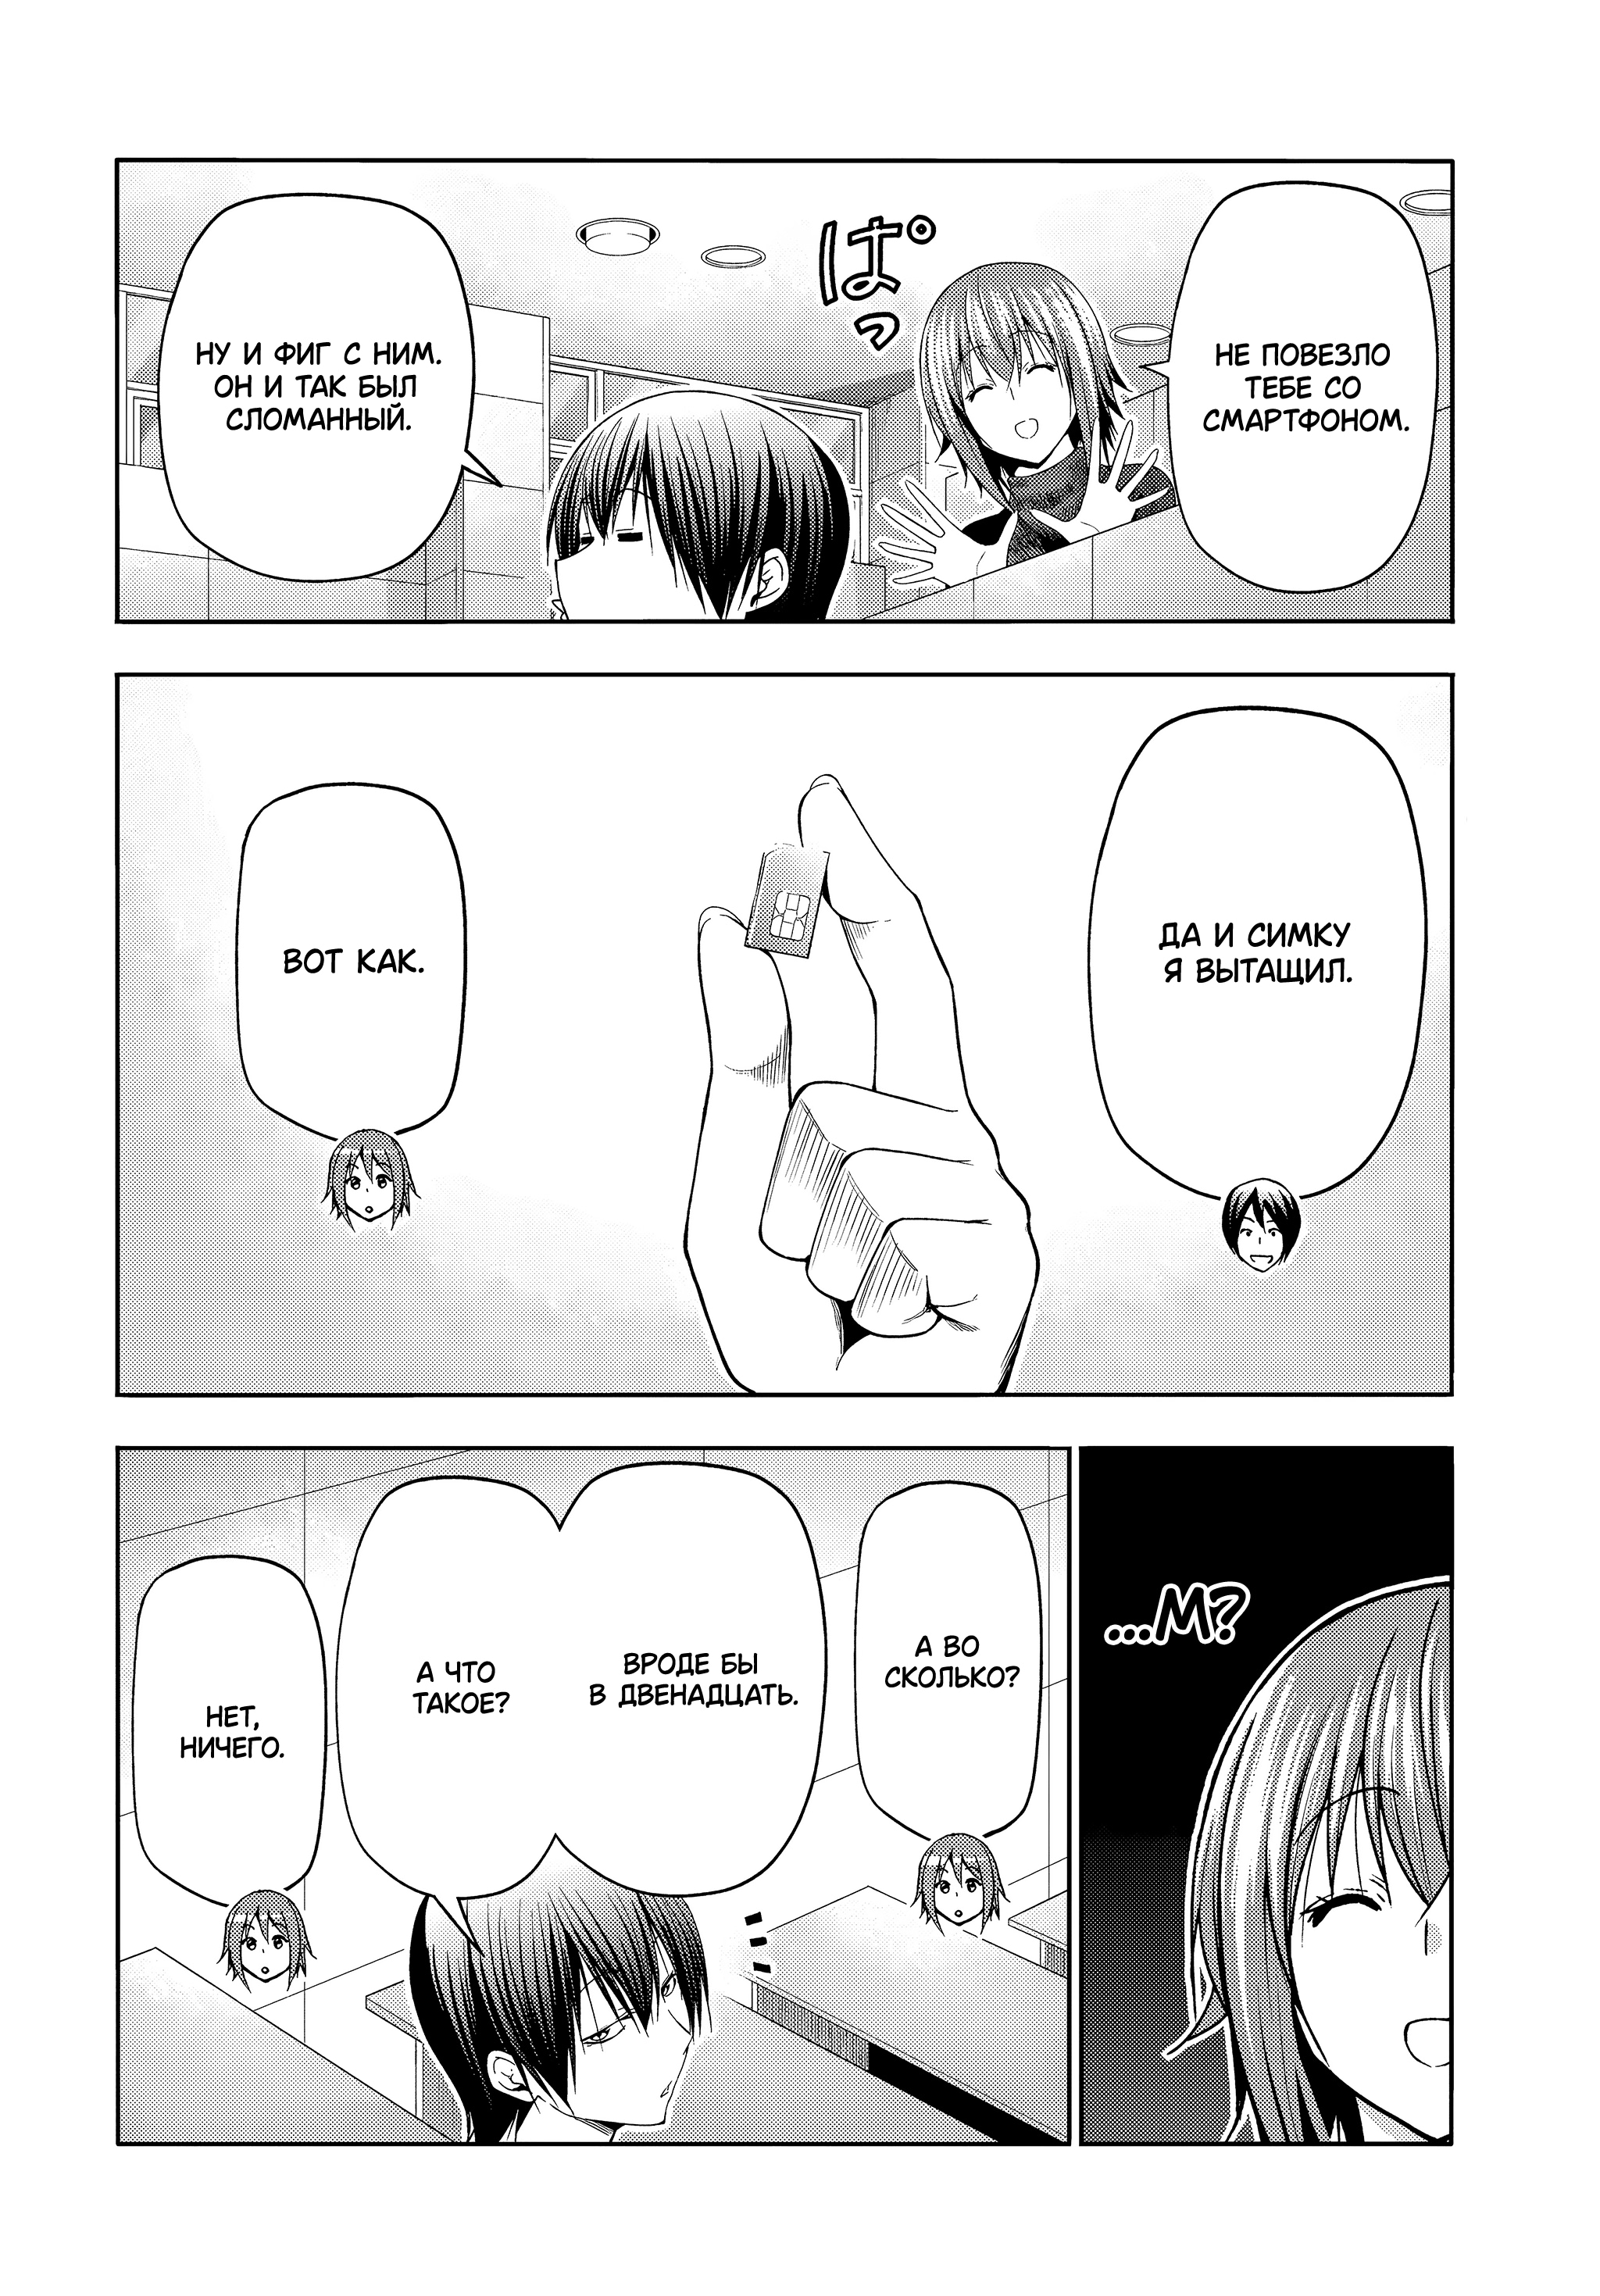 НЕ ПОВЕЗЛО
ТЕБЕ СО
СМАРТФОНОМ.
ぱっ
НУ И ФИГ С НИМ.
ОН И ТАК БЫЛ
СЛОМАННЫЙ.
ДА И СИМКУ
Я ВЫТАЩИЛ.
ВОТ КАК.
...М?
А ВО
СКОЛЬКО?
ВРОДЕ БЫ
В ДВЕНАДЦАТЬ.
А ЧТО
ТАКОЕ?
НЕТ,
НИЧЕГО.